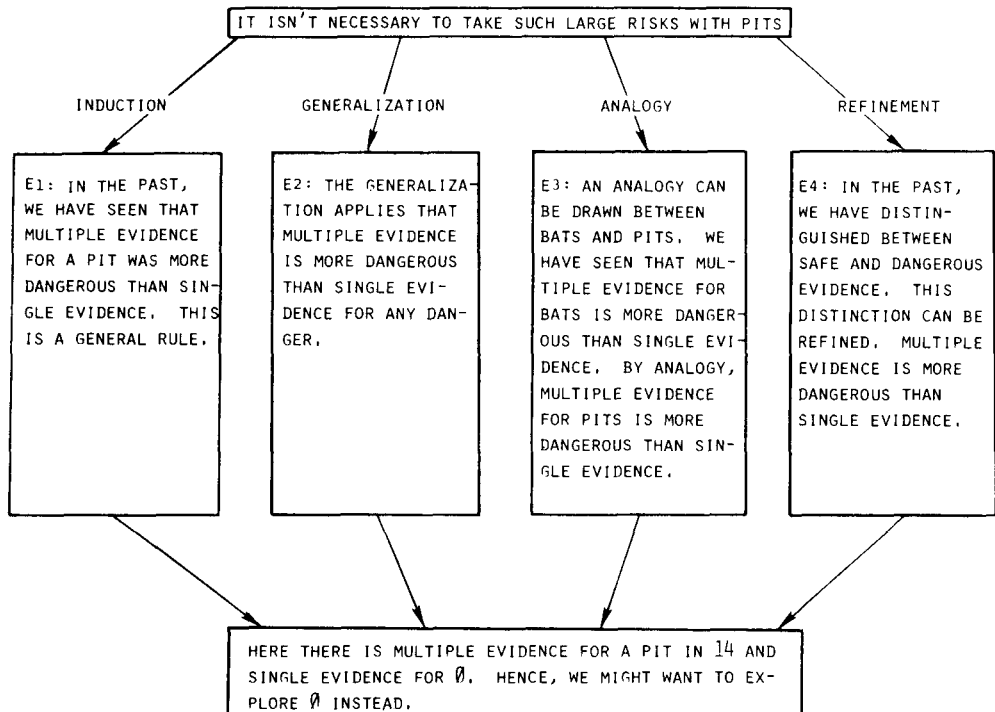 IT ISN'T NECESSARY TO TAKE SUCH LARGE RISKS WITH PITS
INDUCTION
GENERALIZATION
ANALOGY
REFINEMENT
E1: IN THE PAST,
WE HAVE SEEN THAT
MULTIPLE EVIDENCE
FOR A PIT WAS MORE
DANGEROUS THAN SIN-
GLE EVIDENCE. THIS
IS A GENERAL RULE.
E2: THE GENERALIZA-
TION APPLIES THAT
MULTIPLE EVIDENCE
IS MORE DANGEROUS
THAN SINGLE EVI-
DENCE FOR ANY DAN-
GER.
E3: AN ANALOGY CAN
BE DRAWN BETWEEN
BATS AND PITS. WE
HAVE SEEN THAT MUL-
TIPLE EVIDENCE FOR
BATS IS MORE DANGER-
OUS THAN SINGLE EVI-
DENCE. BY ANALOGY,
MULTIPLE EVIDENCE
FOR PITS IS MORE
DANGEROUS THAN SIN-
GLE EVIDENCE.
E4: IN THE PAST,
WE HAVE DISTIN-
GUISHED BETWEEN
SAFE AND DANGEROUS
EVIDENCE. THIS
DISTINCTION CAN BE
REFINED. MULTIPLE
EVIDENCE IS MORE
DANGEROUS THAN
SINGLE EVIDENCE.
HERE THERE IS MULTIPLE EVIDENCE FOR A PIT IN 14 AND
SINGLE EVIDENCE FOR Ø. HENCE, WE MIGHT WANT TO EX-
PLORE Ø INSTEAD.